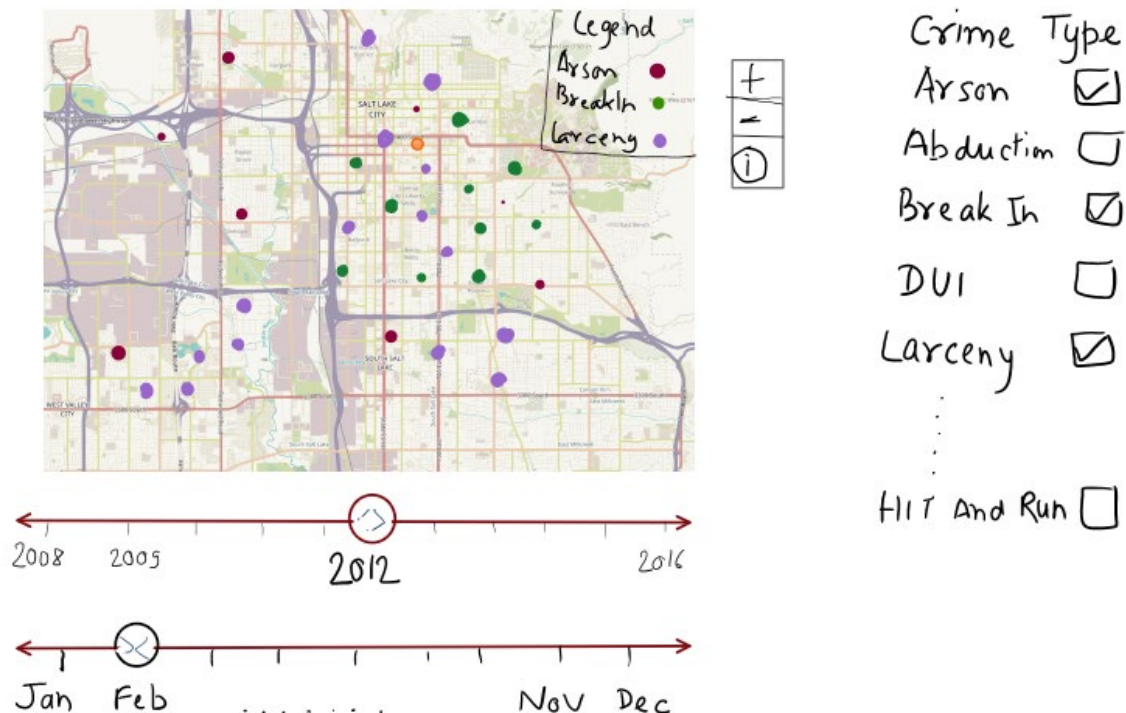 Legend
Arson
BreakIn
Larceny
SALT LAKE
CITY
SOUTH SALT
LAKE
WEST VALLEY
CITY
+
-
i
Crime Type
Arson
Abduction
Break In
DUI
Larceny
HIT And Run
2008 2009 2012 2016
Jan Feb Nov Dec